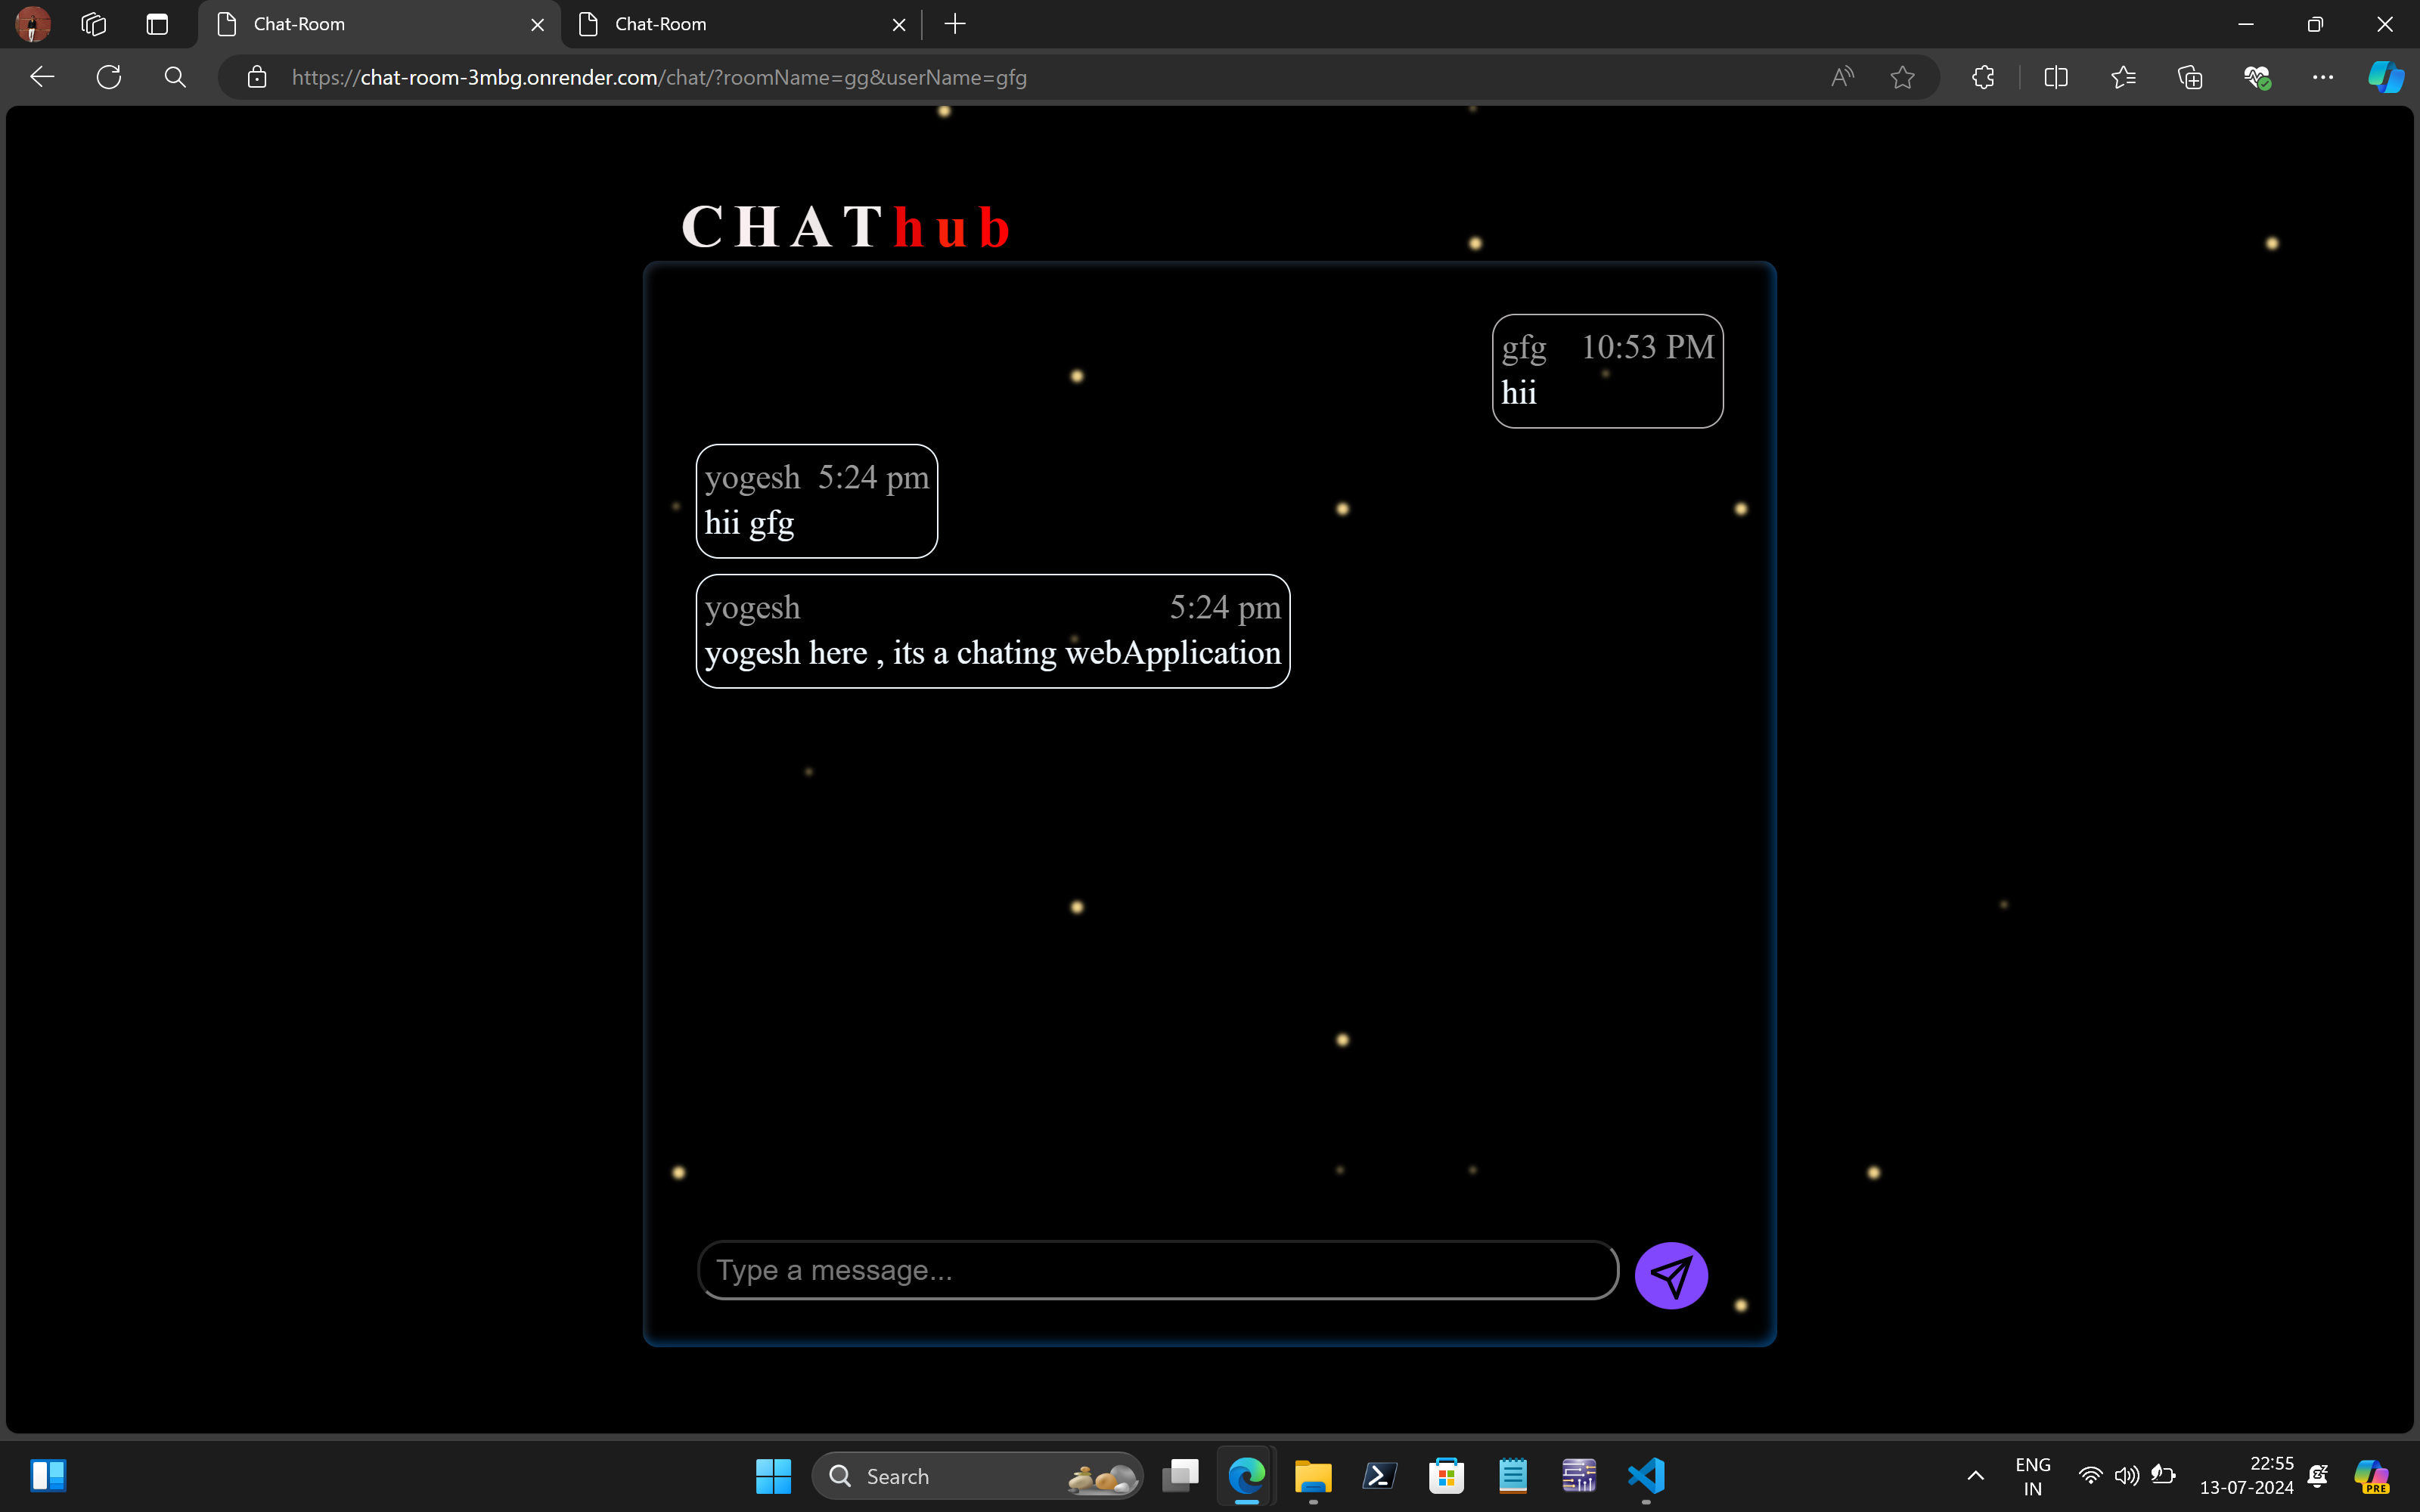 Chat-Room
Chat-Room
https://chat-room-3mbg.onrender.com/chat/?roomName=gg&userName=gfg
CHAThub
gfg 10:53 PM
hii
yogesh 5:24 pm
hii gfg
yogesh 5:24 pm
yogesh here , its a chating webApplication
Type a message...
Search
ENG
IN
22:55
13-07-2024
PRE